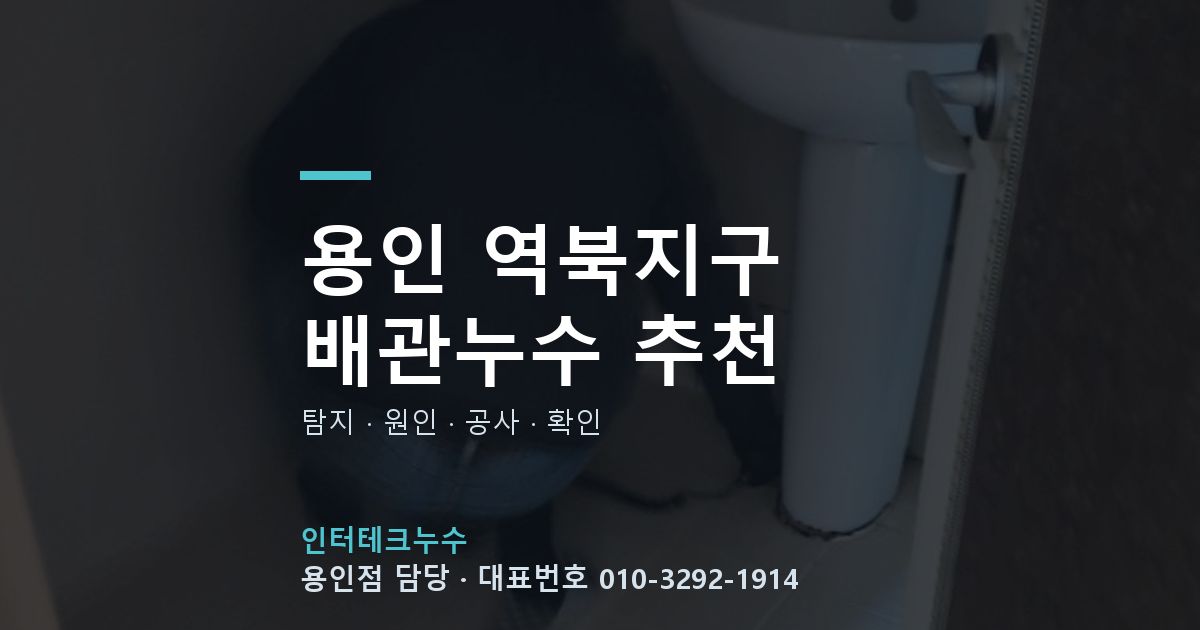 용인 역북지구
배관누수 추천
탐지 · 원인 · 공사 · 확인
인터테크누수
용인점 담당 · 대표번호 010-3292-1914